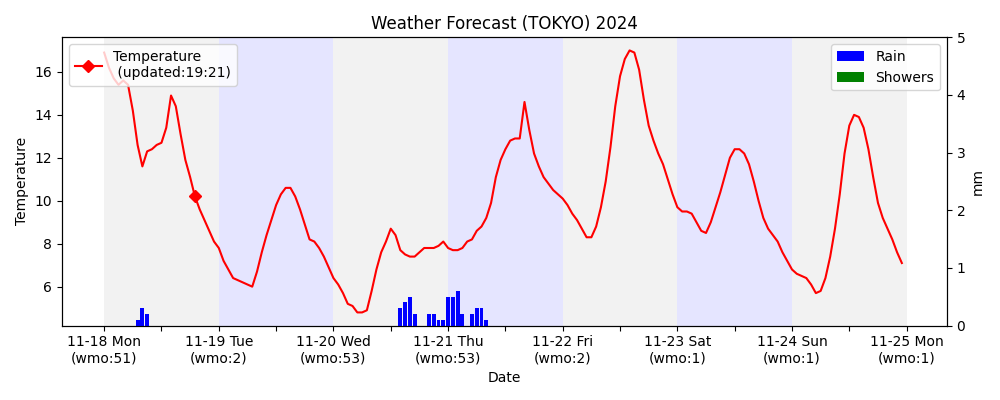 Weather Forecast (TOKYO) 2024
Temperature
(updated:19:21)
Rain
Showers
Temperature
16
14
12
10
8
6
5
4
3
2
1
0
mm
11-18 Mon
(wmo:51)
11-19 Tue
(wmo:2)
11-20 Wed
(wmo:53)
11-21 Thu
(wmo:53)
11-22 Fri
(wmo:2)
11-23 Sat
(wmo:1)
11-24 Sun
(wmo:1)
11-25 Mon
(wmo:1)
Date